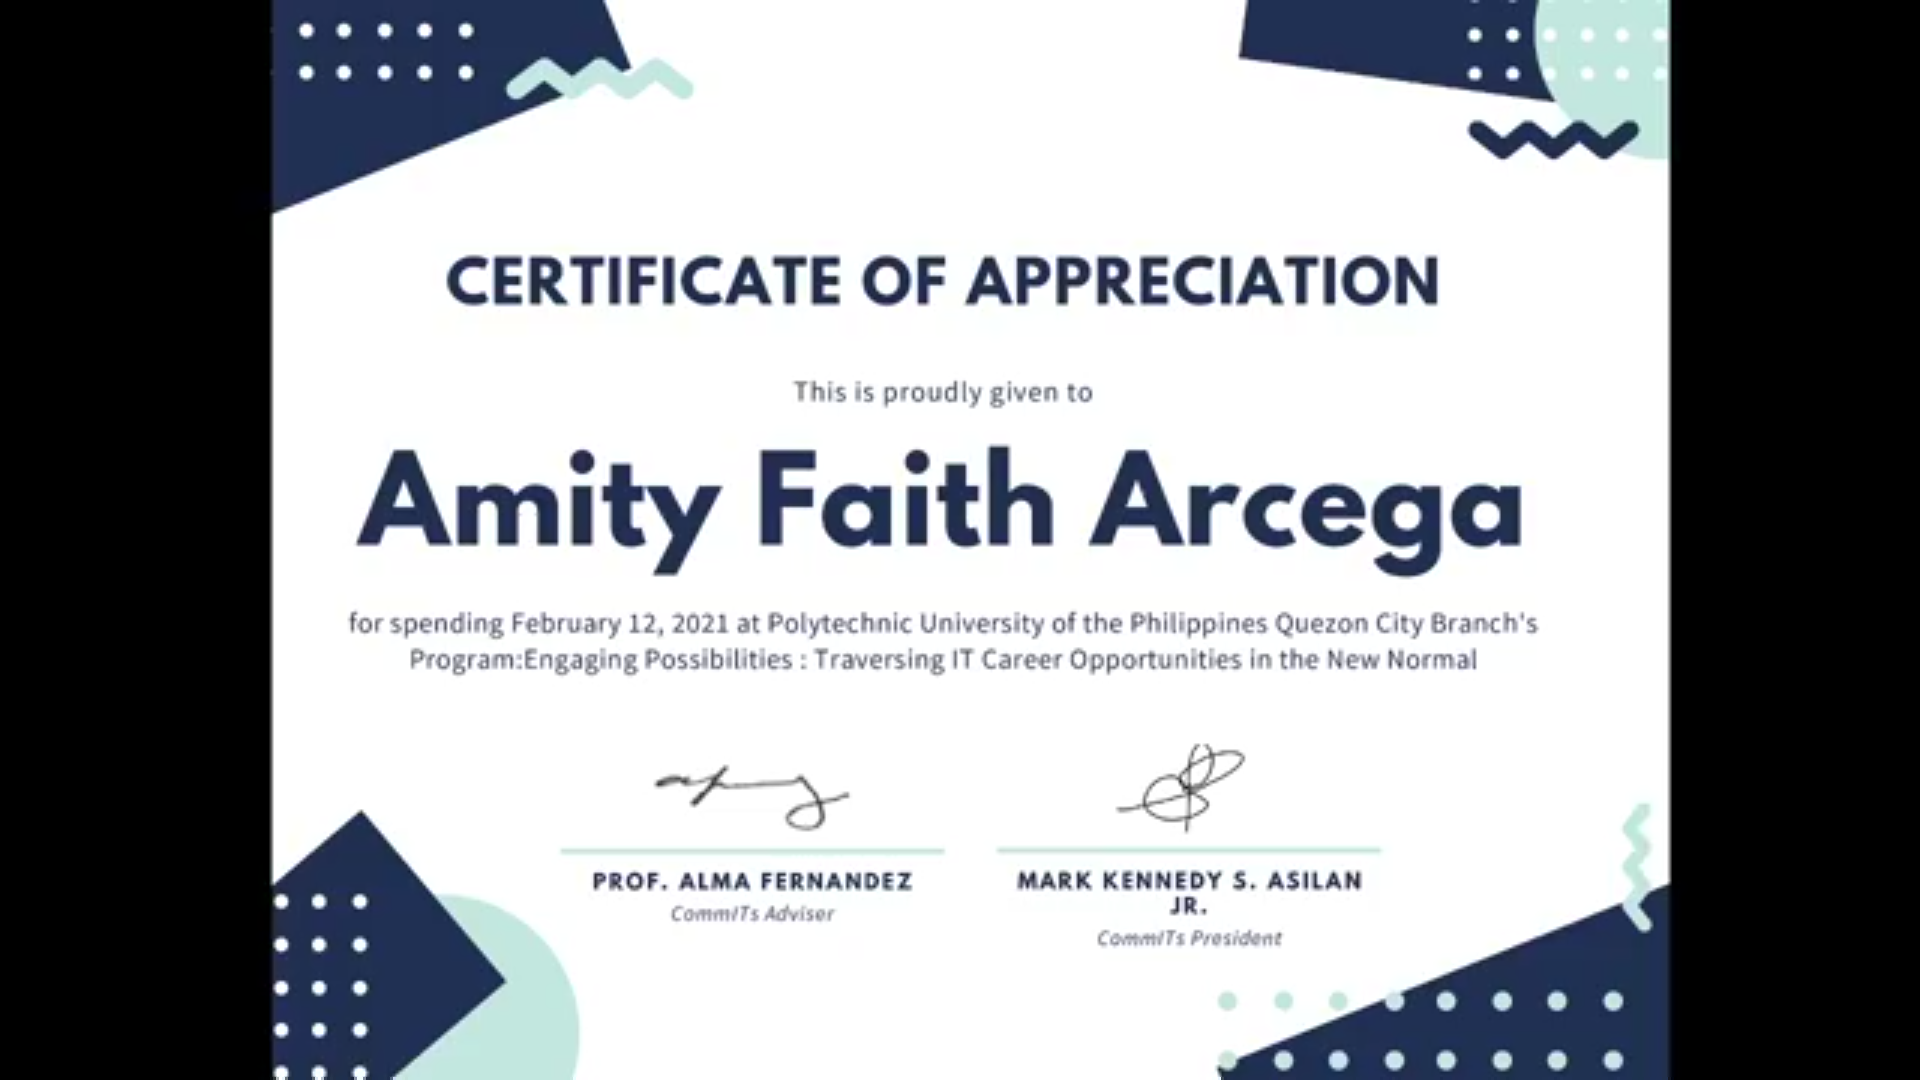 CERTIFICATE OF APPRECIATION
This is proudly given to
Amity Faith Arcega
for spending February 12, 2021 at Polytechnic University of the Philippines Quezon City Branch's
Program:Engaging Possibilities : Traversing IT Career Opportunities in the New Normal
PROF. ALMA FERNANDEZ
CommITs Adviser
MARK KENNEDY S. ASILAN
JR.
CommITs President